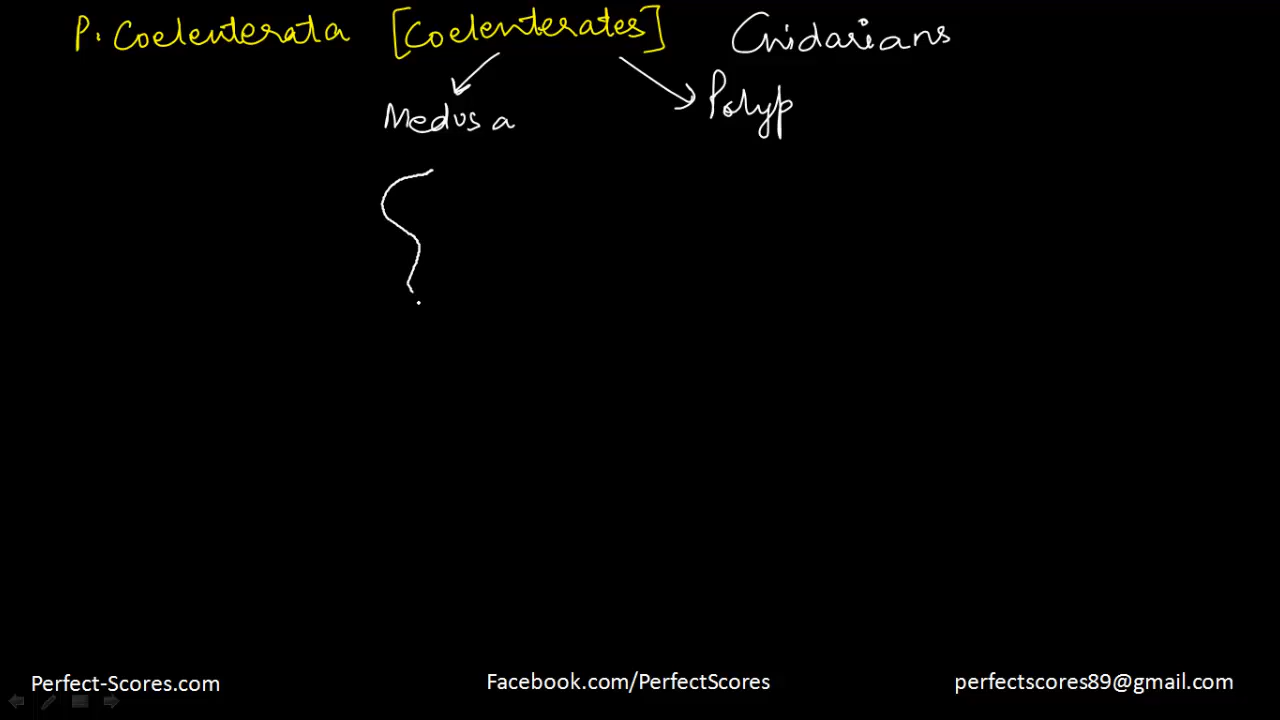 P. Coelenterata [Coelenterates] Cnidarians
Medusa Polyp
Perfect-Scores.com Facebook.com/PerfectScores perfectscores89@gmail.com